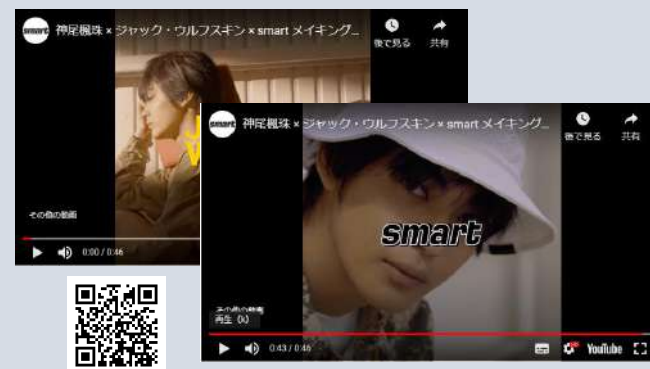 smart 神尾楓珠 × ジャック・ウルフスキン × smart メイキング...
後で見る 共有
その他の動画
0:00 / 0:46
smart 神尾楓珠 × ジャック・ウルフスキン × smart メイキング...
後で見る 共有
smart
その他の動画
再生 (k)
0:43 / 0:46
YouTube